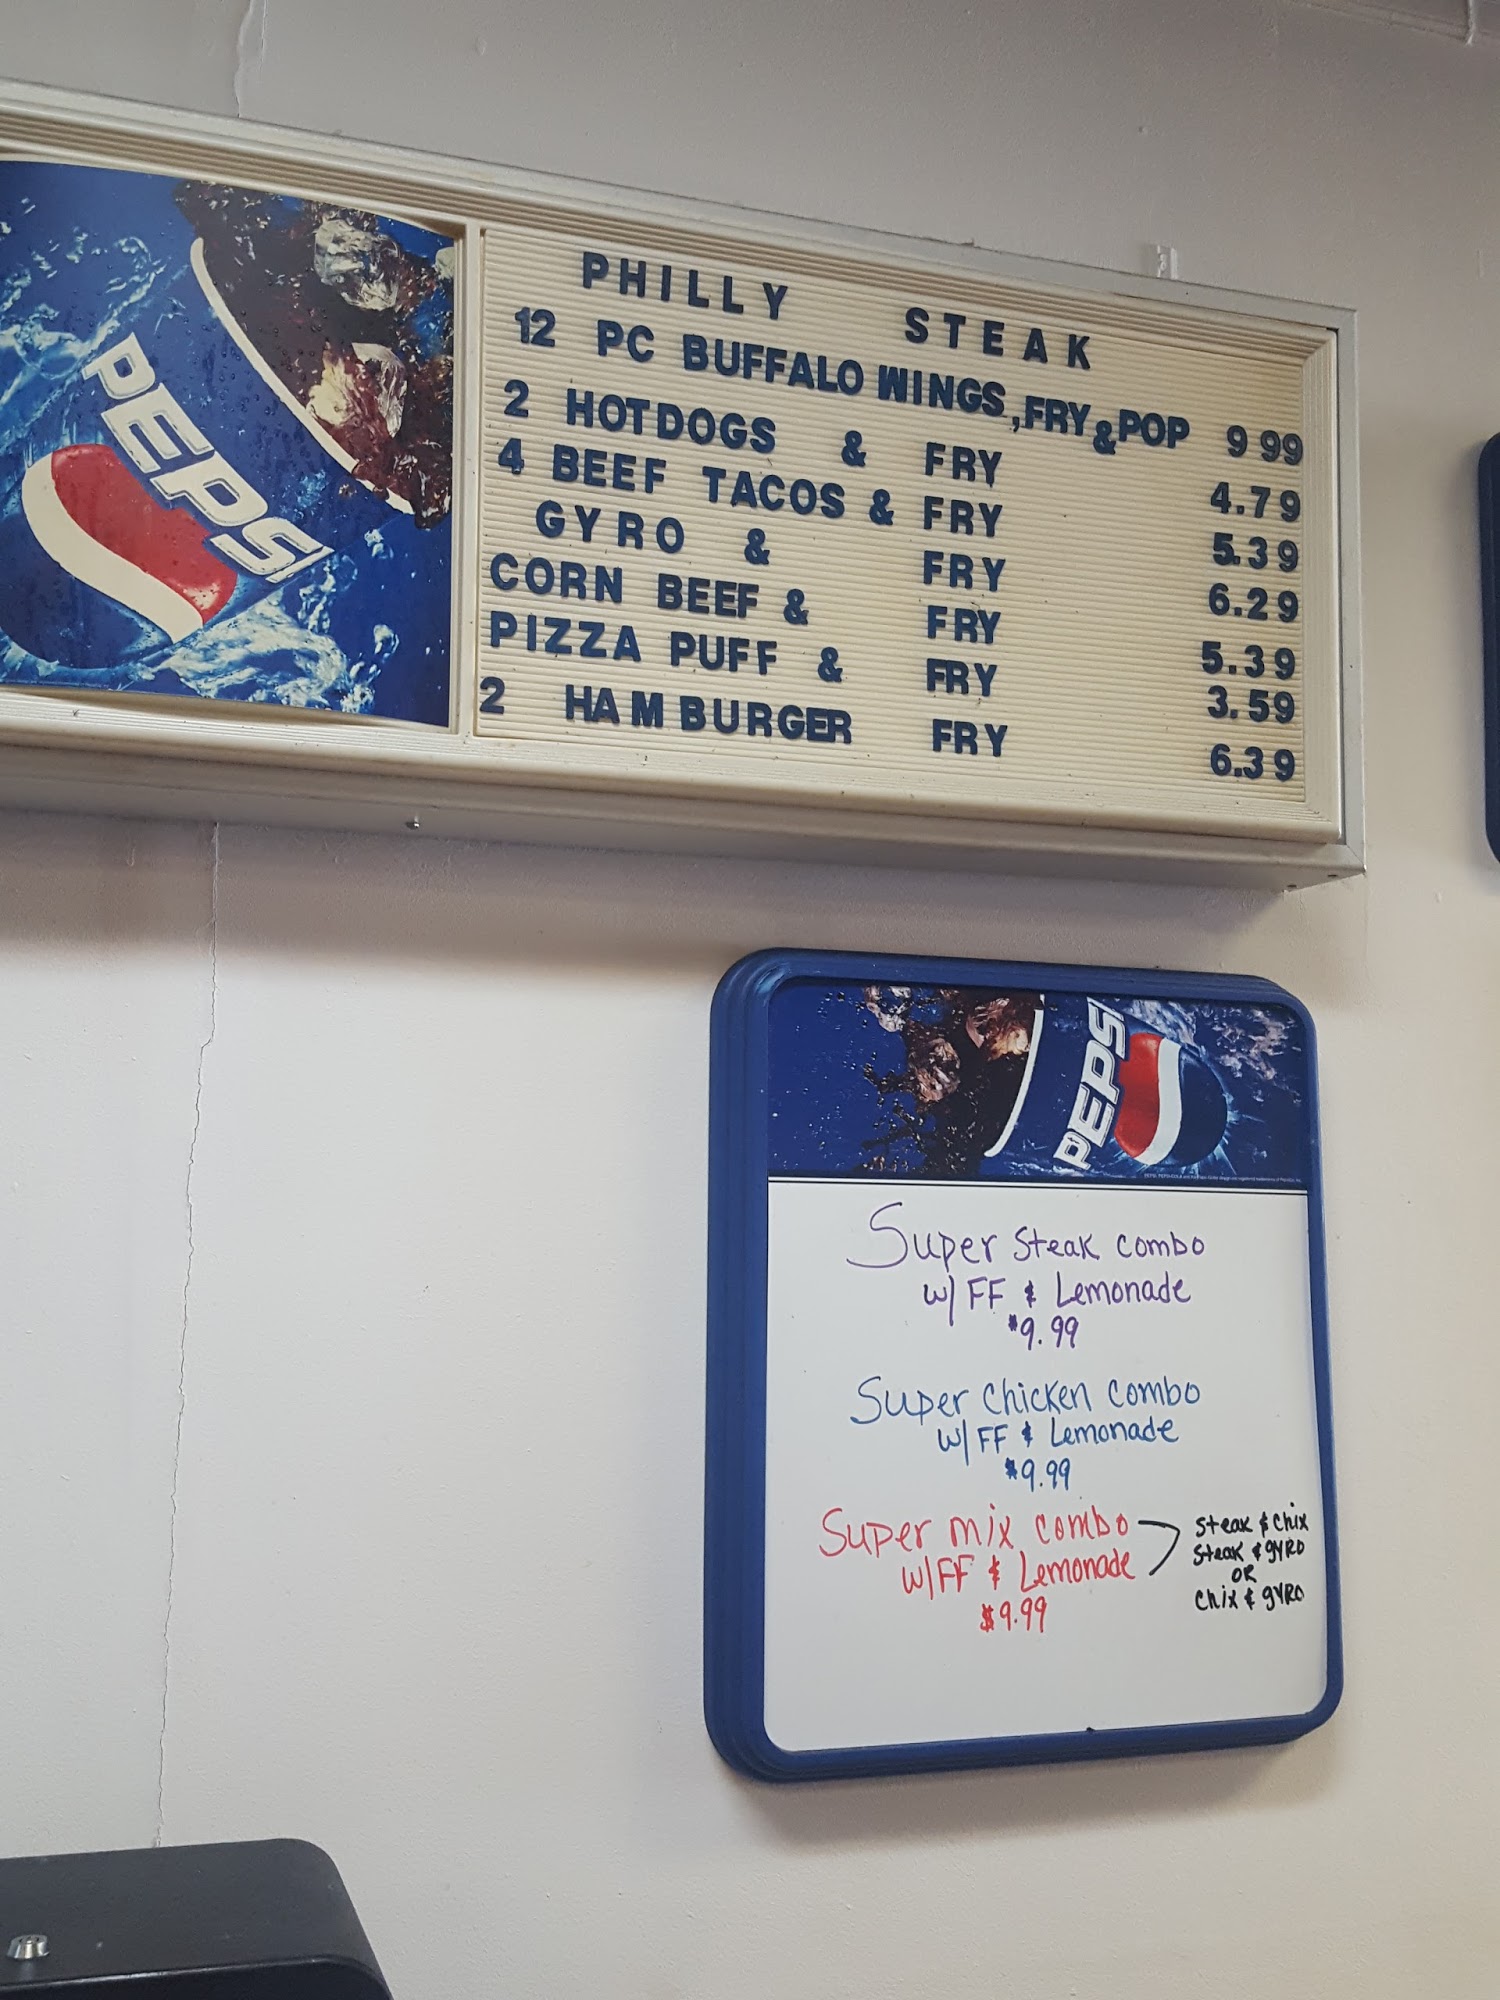 PEPSI
PHILLY STEAK
12 PC BUFFALO WINGS,FRY&POP 9 99
2 HOTDOGS & FRY 4.79
4 BEEF TACOS & FRY 5.39
GYRO & FRY 6.29
CORN BEEF & FRY 5.39
PIZZA PUFF & FRY 3.59
2 HAMBURGER FRY 6.39
PEPSI
Super Steak combo
w/ FF & Lemonade
$9.99
Super Chicken combo
w/ FF & Lemonade
$9.99
Super mix combo
w/FF & Lemonade
$9.99
Steak & Chix
Steak & gYRO
OR
Chix & gYRO